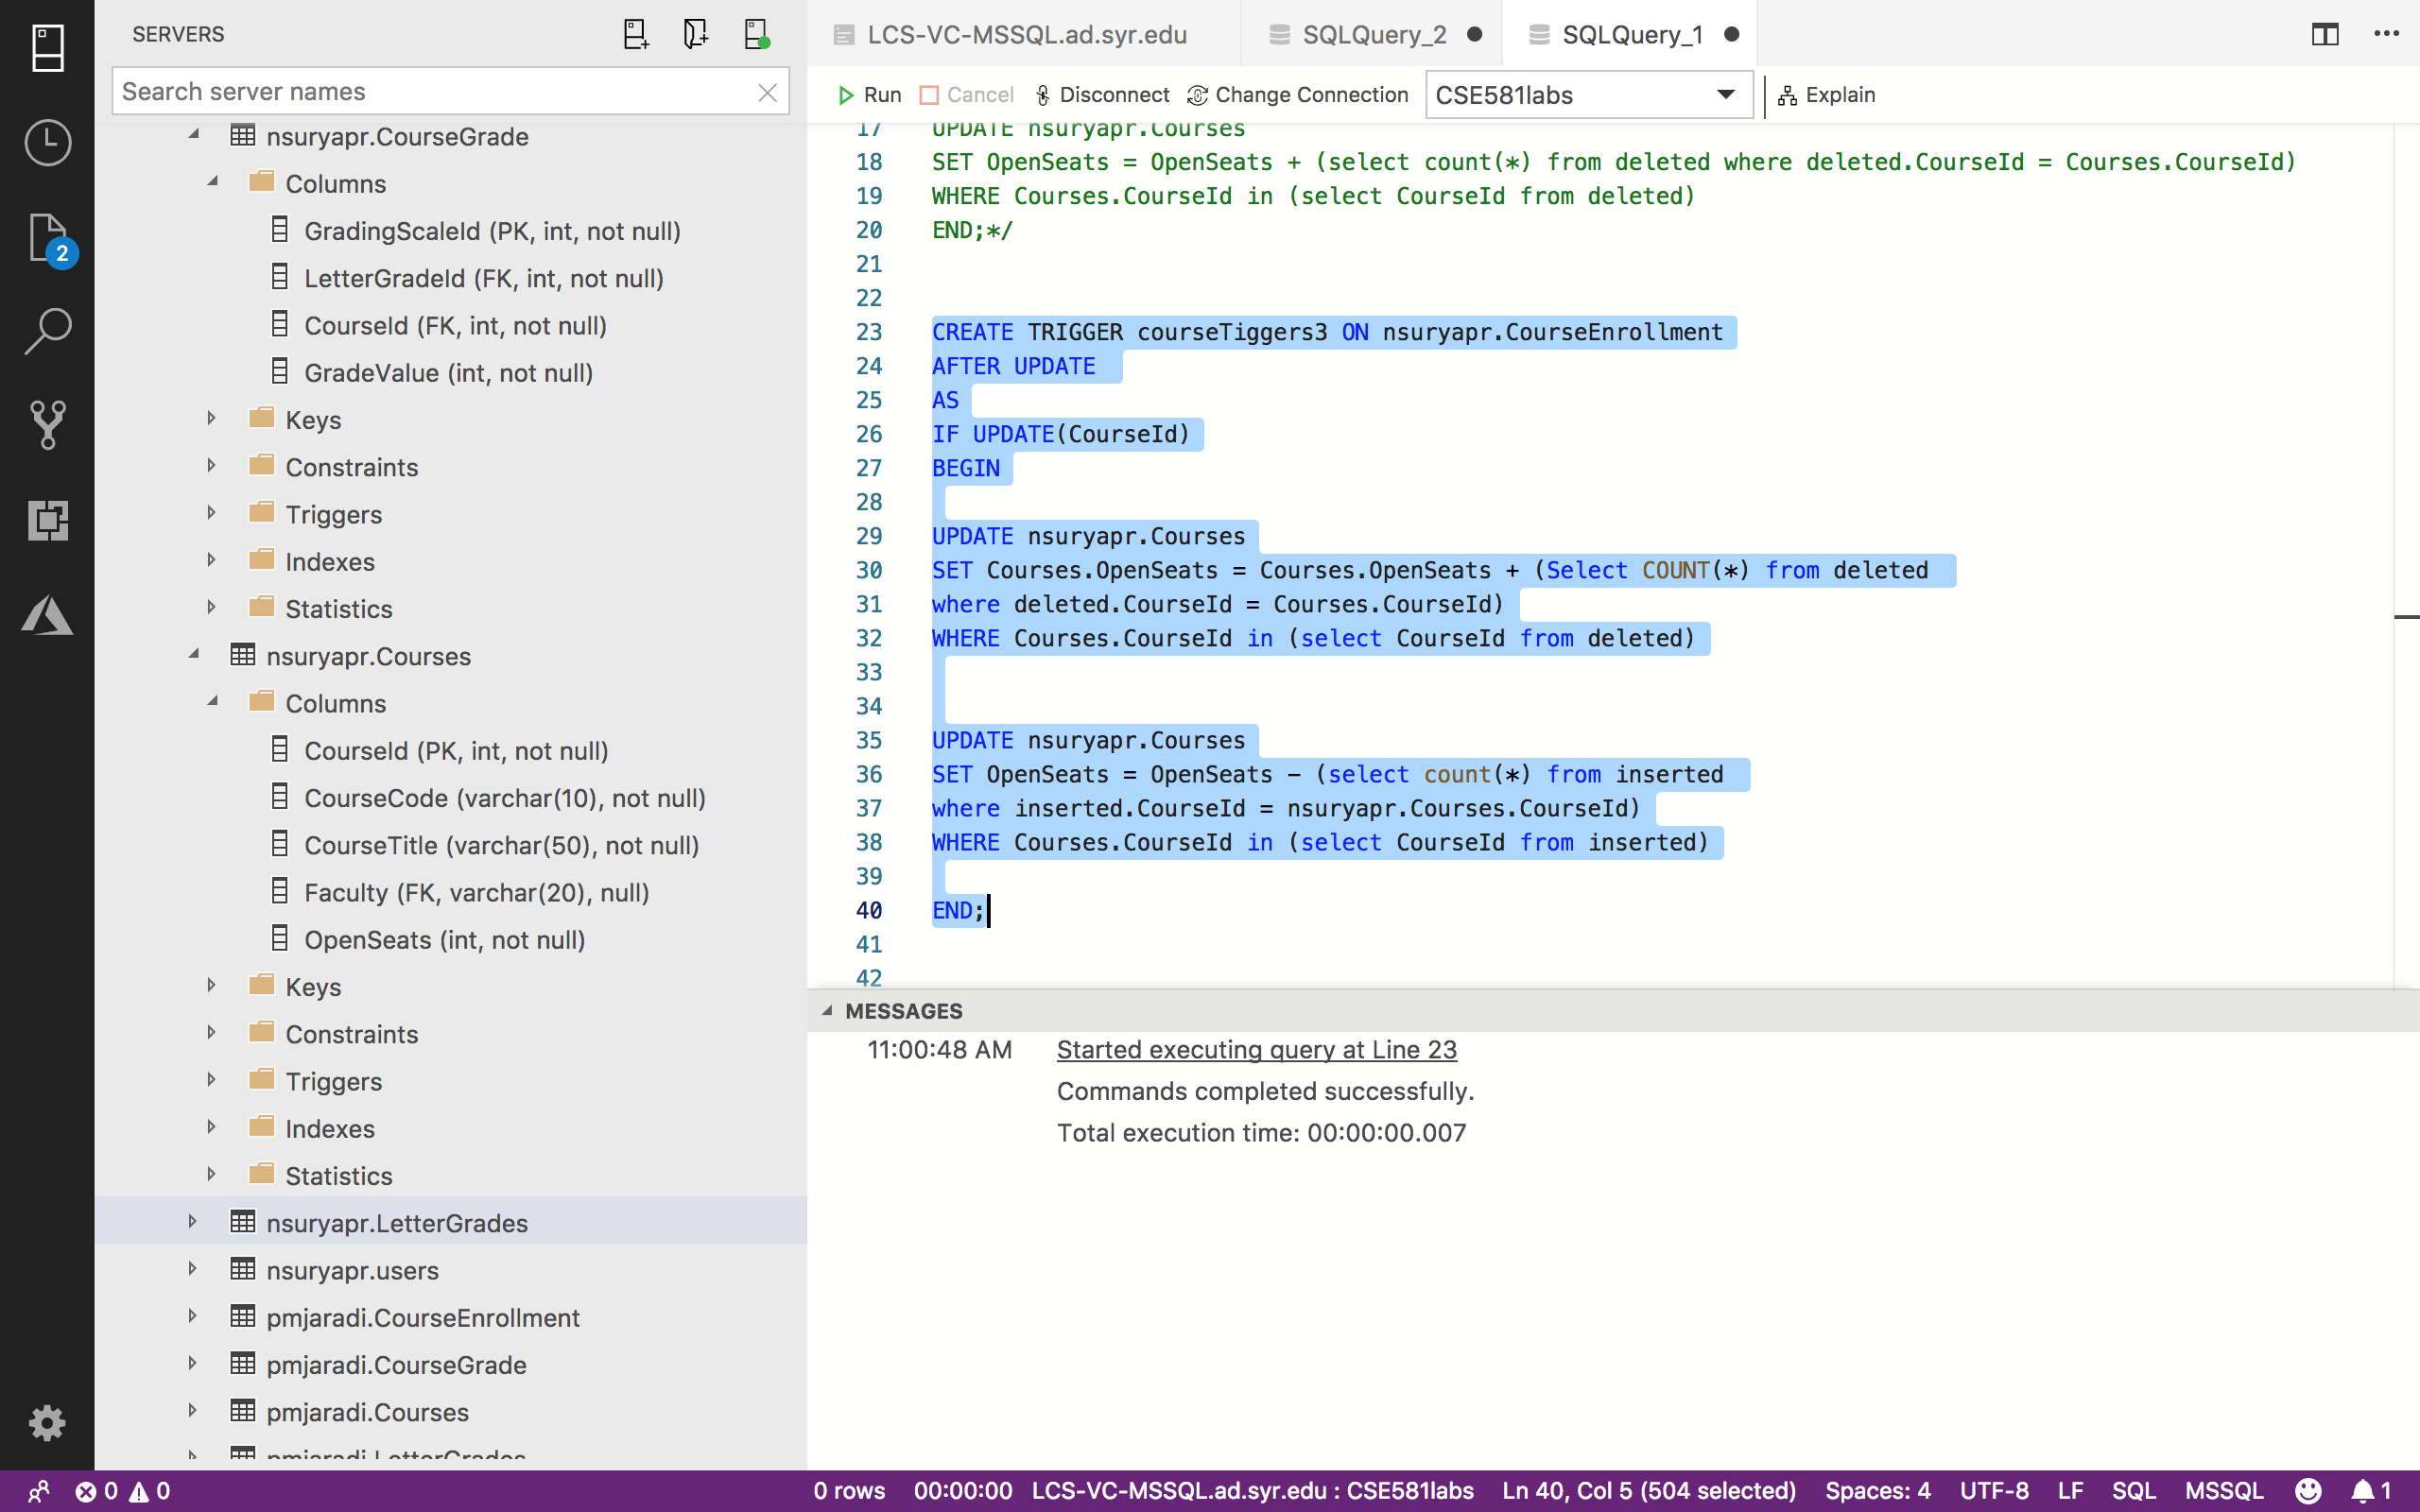 SERVERS
Search server names
nsuryapr.CourseGrade
Columns
GradingScaleId (PK, int, not null)
LetterGradeId (FK, int, not null)
CourseId (FK, int, not null)
GradeValue (int, not null)
Keys
Constraints
Triggers
Indexes
Statistics
nsuryapr.Courses
Columns
CourseId (PK, int, not null)
CourseCode (varchar(10), not null)
CourseTitle (varchar(50), not null)
Faculty (FK, varchar(20), null)
OpenSeats (int, not null)
Keys
Constraints
Triggers
Indexes
Statistics
nsuryapr.LetterGrades
nsuryapr.users
pmjaradi.CourseEnrollment
pmjaradi.CourseGrade
pmjaradi.Courses
pmjaradi.LetterGrades
2
LCS-VC-MSSQL.ad.syr.edu SQLQuery_2 SQLQuery_1
Run Cancel Disconnect Change Connection CSE581labs Explain
17 UPDATE nsuryapr.Courses
18 SET OpenSeats = OpenSeats + (select count(*) from deleted where deleted.CourseId = Courses.CourseId)
19 WHERE Courses.CourseId in (select CourseId from deleted)
20 END;*/
21
22
23 CREATE TRIGGER courseTiggers3 ON nsuryapr.CourseEnrollment
24 AFTER UPDATE
25 AS
26 IF UPDATE(CourseId)
27 BEGIN
28
29 UPDATE nsuryapr.Courses
30 SET Courses.OpenSeats = Courses.OpenSeats + (Select COUNT(*) from deleted
31 where deleted.CourseId = Courses.CourseId)
32 WHERE Courses.CourseId in (select CourseId from deleted)
33
34
35 UPDATE nsuryapr.Courses
36 SET OpenSeats = OpenSeats - (select count(*) from inserted
37 where inserted.CourseId = nsuryapr.Courses.CourseId)
38 WHERE Courses.CourseId in (select CourseId from inserted)
39
40 END;
41
42
MESSAGES
11:00:48 AM Started executing query at Line 23
Commands completed successfully.
Total execution time: 00:00:00.007
0 0 0 rows 00:00:00 LCS-VC-MSSQL.ad.syr.edu : CSE581labs Ln 40, Col 5 (504 selected) Spaces: 4 UTF-8 LF SQL MSSQL 1